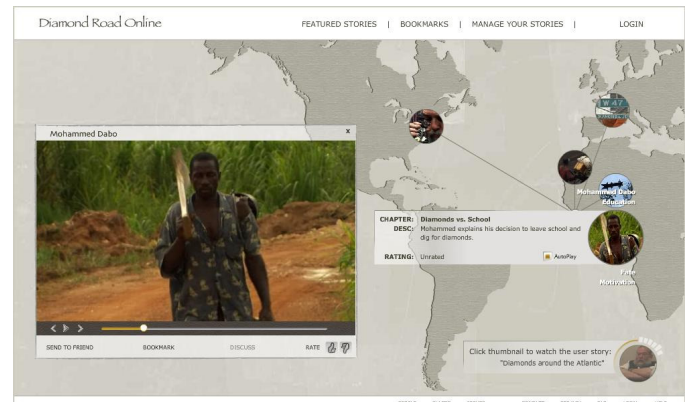 Diamond Road Online
FEATURED STORIES | BOOKMARKS | MANAGE YOUR STORIES | LOGIN
Mohammed Dabo x
W 47
Mohammed Dabo
Education
CHAPTER: Diamonds vs. School
DESC: Mohammed explains his decision to leave school and
dig for diamonds.
RATING: Unrated AutoPlay
Fate
Motivation
SEND TO FRIEND BOOKMARK DISCUSS RATE
Click thumbnail to watch the user story:
"Diamonds around the Atlantic"